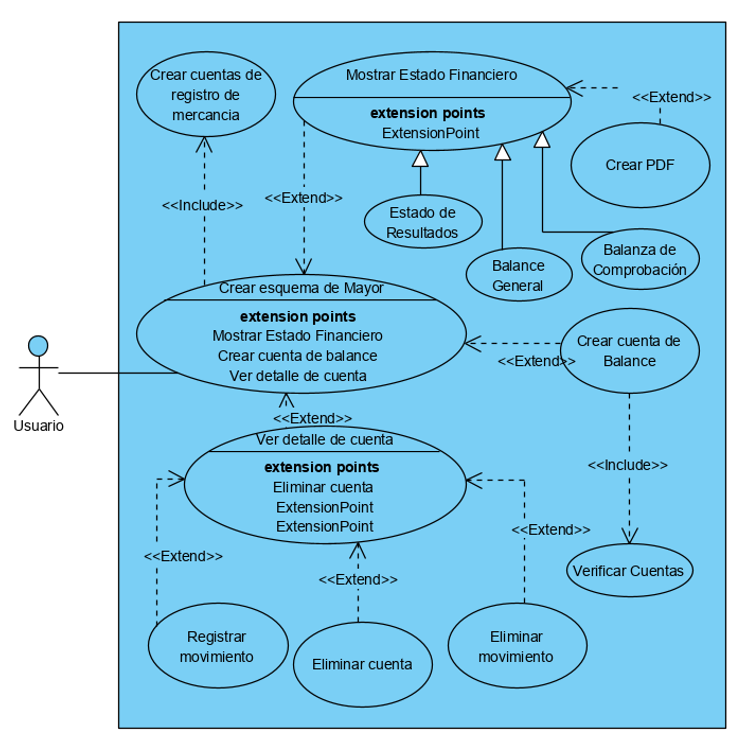 Crear cuentas de
registro de
mercancia
Mostrar Estado Financiero
extension points
ExtensionPoint
<<Extend>>
Crear PDF
<<Include>>
<<Extend>>
Estado de
Resultados
Balance
General
Balanza de
Comprobación
Crear esquema de Mayor
extension points
Mostrar Estado Financiero
Crear cuenta de balance
Ver detalle de cuenta
<<Extend>>
Crear cuenta de
Balance
Usuario
<<Extend>>
Ver detalle de cuenta
extension points
Eliminar cuenta
ExtensionPoint
ExtensionPoint
<<Include>>
<<Extend>>
<<Extend>>
<<Extend>>
Verificar Cuentas
Registrar
movimiento
Eliminar cuenta
Eliminar
movimiento